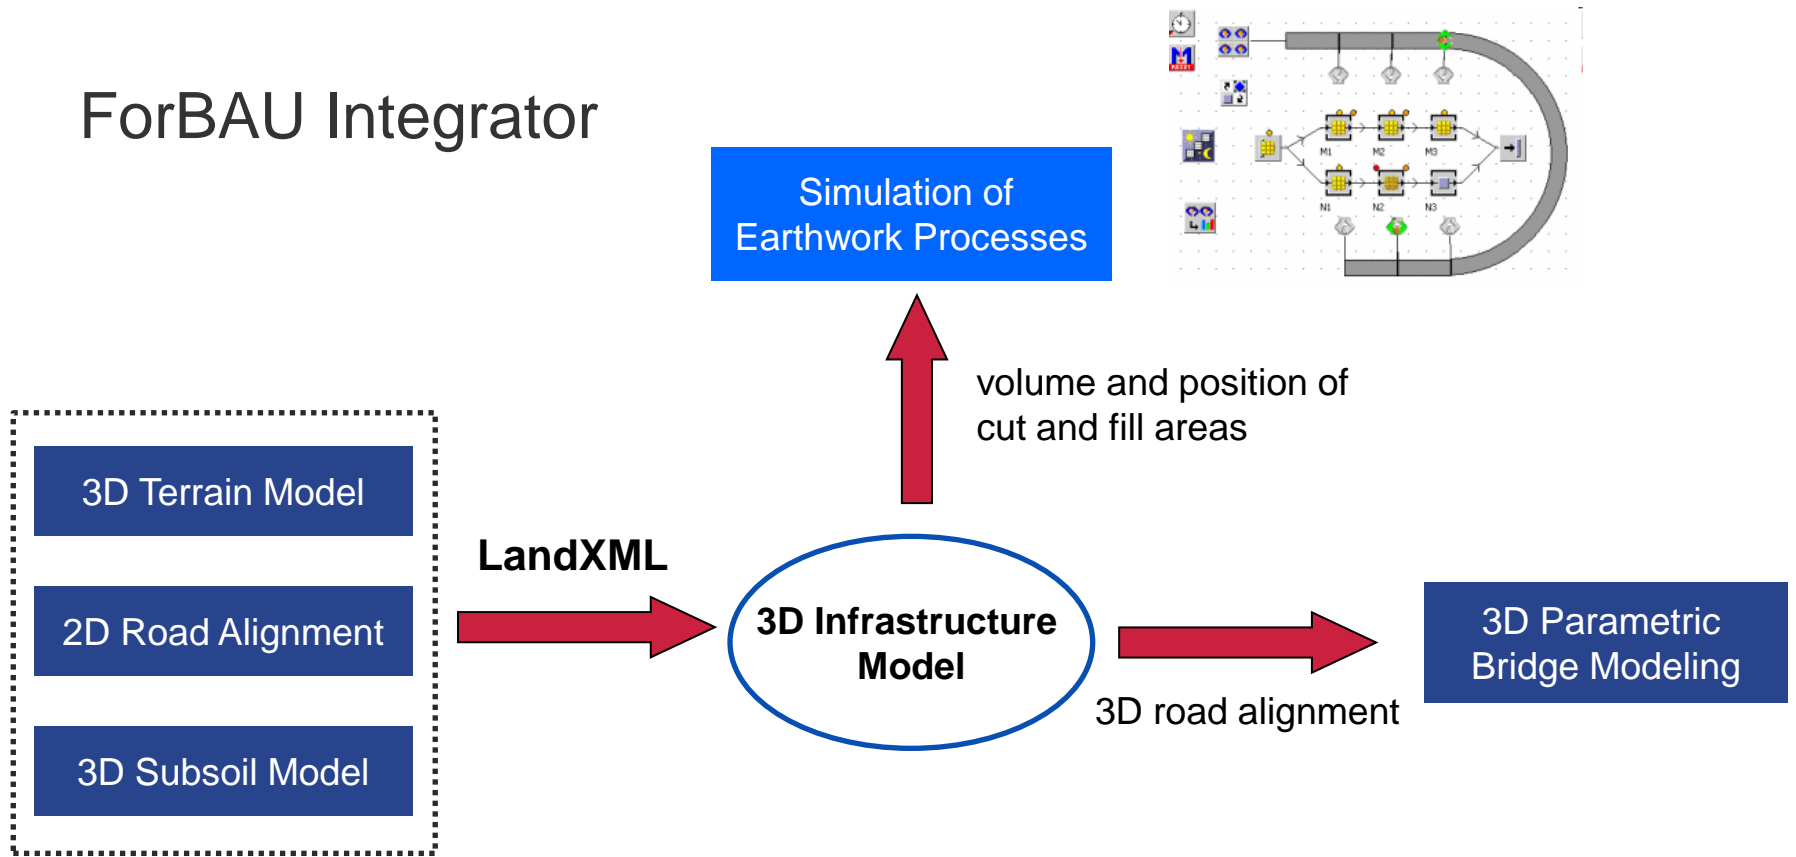 ForBAU Integrator
Simulation of
Earthwork Processes
RESET
M1
M2
M3
N1
N2
N3
volume and position of
cut and fill areas
3D Terrain Model
2D Road Alignment
3D Subsoil Model
LandXML
3D Infrastructure
Model
3D road alignment
3D Parametric
Bridge Modeling